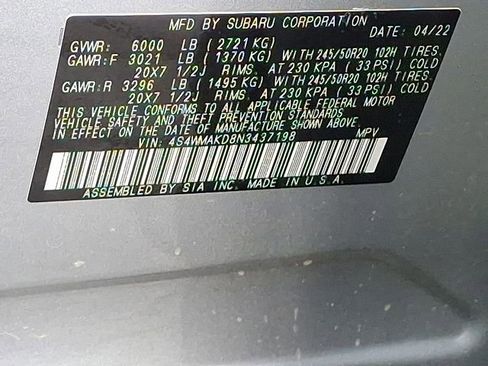 MFD BY SUBARU CORPORATION DATE: 04/22
GVWR: 6000 LB (2721KG)
GAWR:F 3021 LB (1370 KG) WITH 245/50R20 102H TIRES.
20X7 1/2J RIMS. AT 230 KPA (33 PSI) COLD
GAWR:R 3296 LB (1495 KG) WITH 245/50R20 102H TIRES.
20X7 1/2J RIMS. AT 230 KPA (33 PSI) COLD
THIS VEHICLE CONFORMS TO ALL APPLICABLE FEDERAL MOTOR
VEHICLE SAFETY AND THEFT PREVENTION STANDARDS
IN EFFECT ON THE DATE OF MANUFACTURE SHOWN ABOVE.
VIN: 4S4WMAKD8N3437198 MPV
ASSEMBLED BY SIA INC. MADE IN U.S.A.